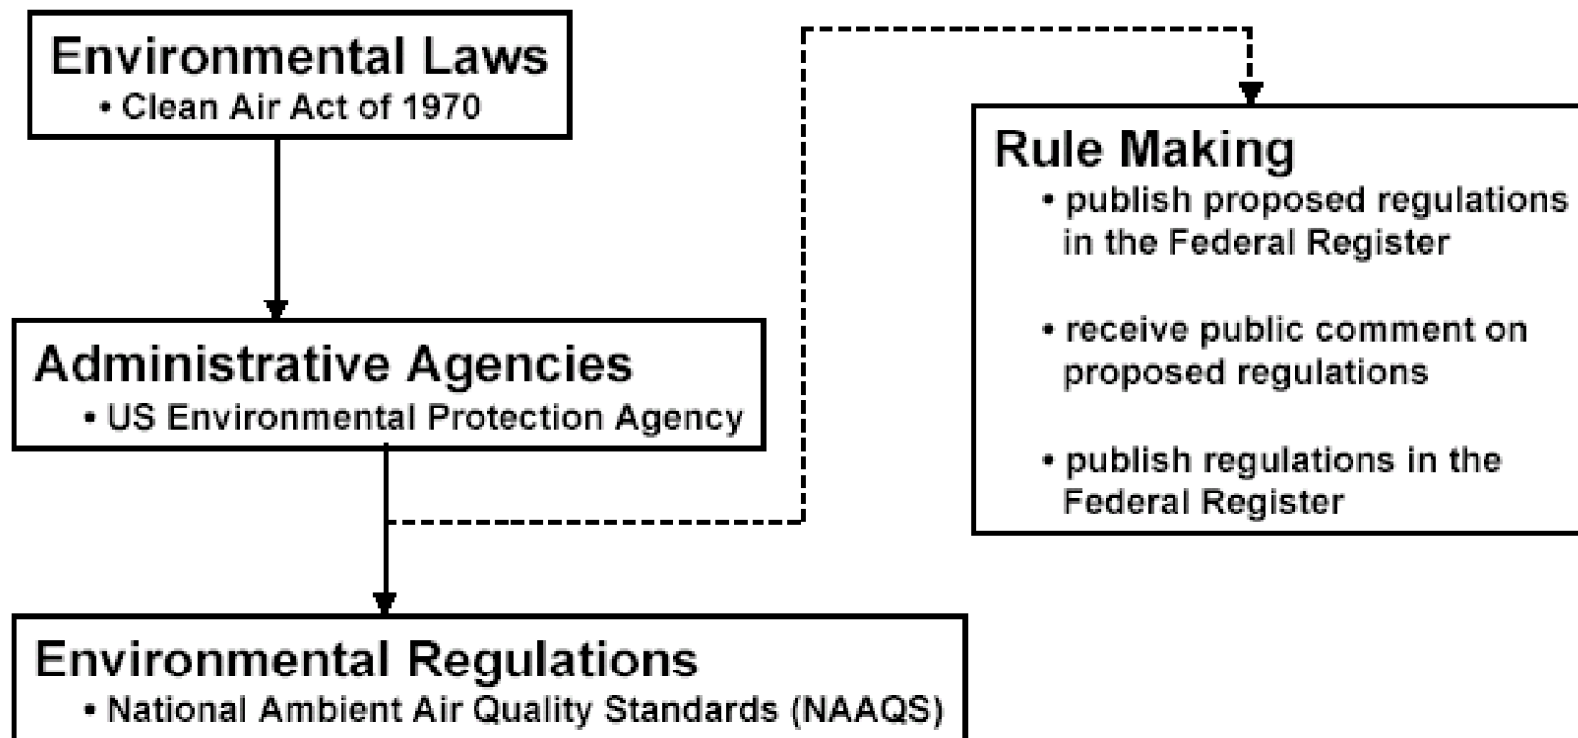 Environmental Laws
• Clean Air Act of 1970
Administrative Agencies
• US Environmental Protection Agency
Environmental Regulations
• National Ambient Air Quality Standards (NAAQS)
Rule Making
• publish proposed regulations
in the Federal Register
• receive public comment on
proposed regulations
• publish regulations in the
Federal Register